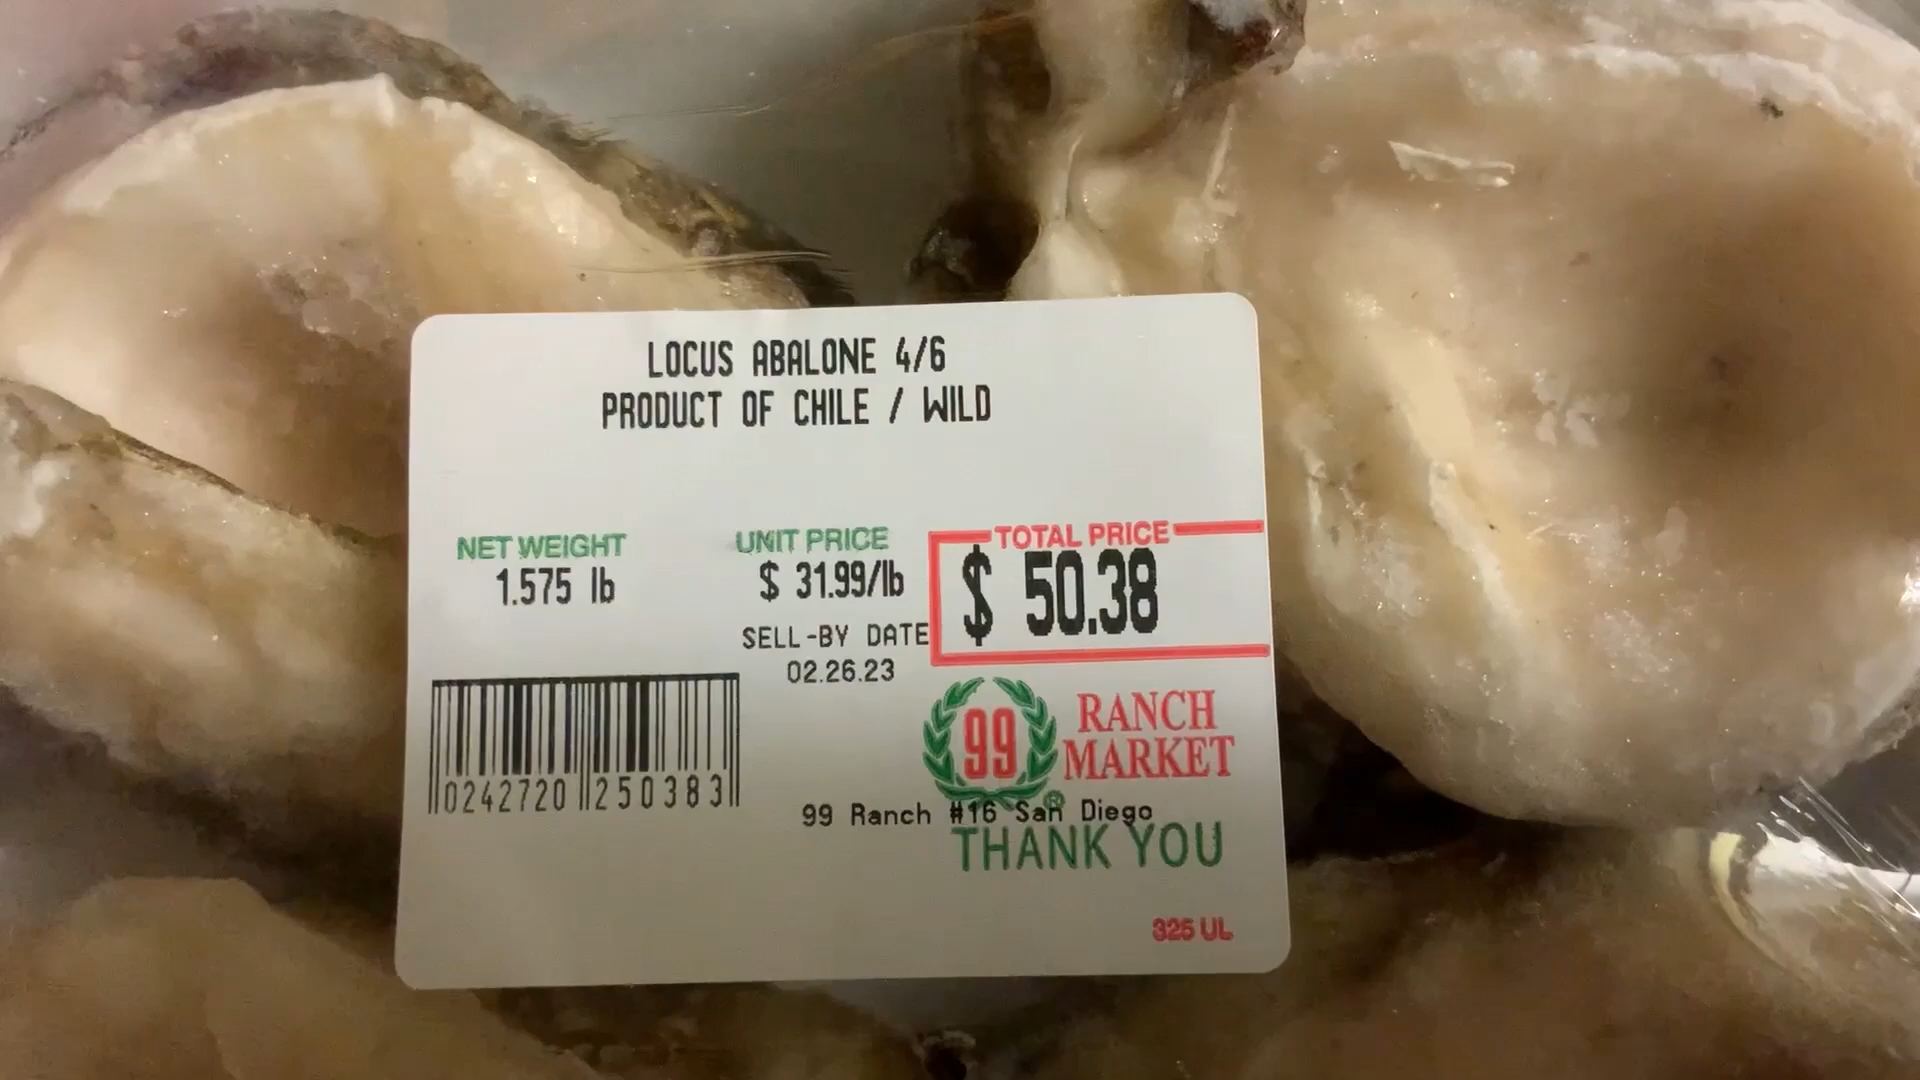 LOCUS ABALONE 4/6
PRODUCT OF CHILE / WILD
NET WEIGHT
1.575 lb
UNIT PRICE
$ 31.99/lb
TOTAL PRICE
$ 50.38
SELL-BY DATE
02.26.23
0242720 250383
99 RANCH
MARKET
®
99 Ranch #16 San Diego
THANK YOU
325 UL